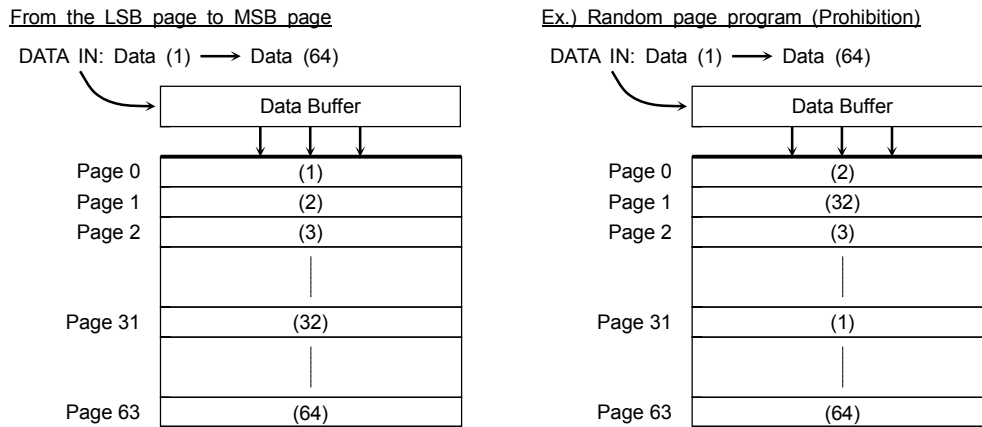 From the LSB page to MSB page
DATA IN: Data (1) → Data (64)
Data Buffer
Page 0 (1)
Page 1 (2)
Page 2 (3)
Page 31 (32)
Page 63 (64)
Ex.) Random page program (Prohibition)
DATA IN: Data (1) → Data (64)
Data Buffer
Page 0 (2)
Page 1 (32)
Page 2 (3)
Page 31 (1)
Page 63 (64)